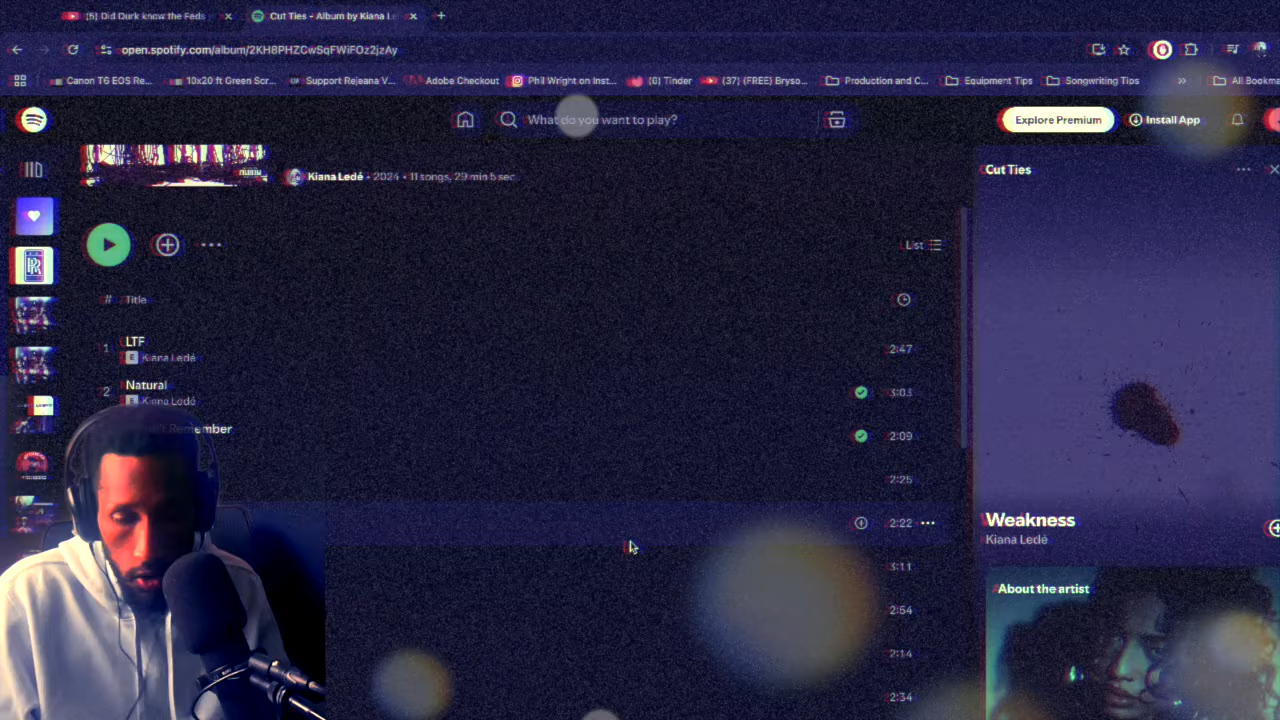 (5) Did Durk know the Feds
Cut Ties - Album by Kiana Le
open.spotify.com/album/2KH8PHZCwSqFWiFOz2jzAy
Canon T6 EOS Re...
10x20 ft Green Scr...
Support Rejeana V...
Adobe Checkout
Phil Wright on Inst...
(0) Tinder
(37) (FREE) Bryso...
Production and C...
Equipment Tips
Songwriting Tips
»
All Bookma
What do you want to play?
Explore Premium
Install App
Kiana Ledé • 2024 • 11 songs, 29 min 5 sec
Cut Ties
List
# Title
1 LTF 2:47
E Kiana Ledé
2 Natural 3:03
E Kiana Ledé
Remember 2:09
2:25
2:22
3:11
2:54
2:14
2:34
Weakness
Kiana Ledé
About the artist